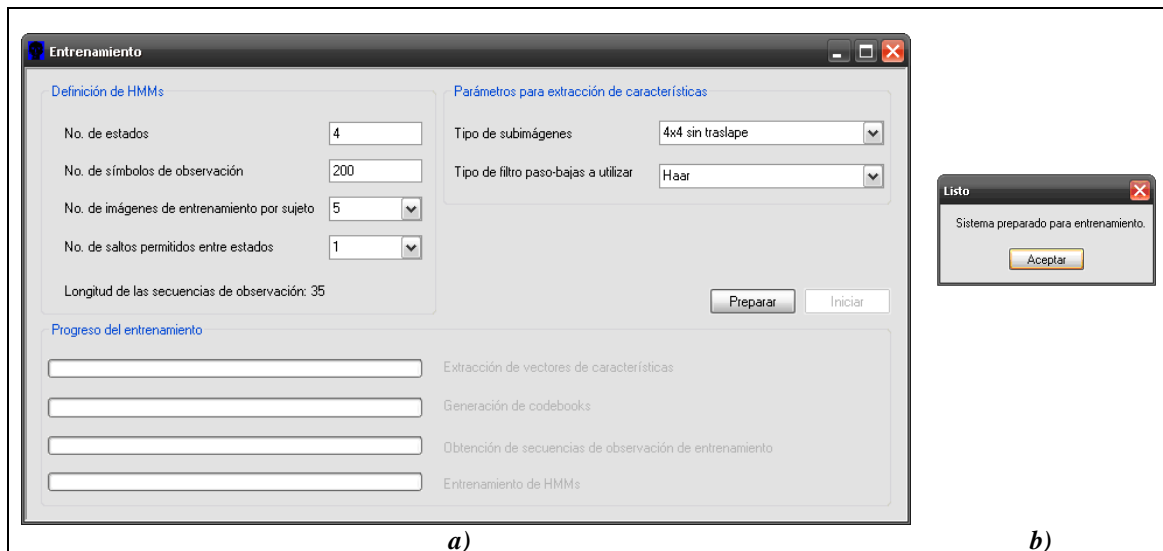 Entrenamiento
Definición de HMMs
No. de estados
4
No. de símbolos de observación
200
No. de imágenes de entrenamiento por sujeto
5
No. de saltos permitidos entre estados
1
Longitud de las secuencias de observación: 35
Parámetros para extracción de características
Tipo de subimágenes
4x4 sin traslape
Tipo de filtro paso-bajas a utilizar
Haar
Preparar
Iniciar
Progreso del entrenamiento
Extracción de vectores de características
Generación de codebooks
Obtención de secuencias de observación de entrenamiento
Entrenamiento de HMMs
a)
Listo
Sistema preparado para entrenamiento.
Aceptar
b)